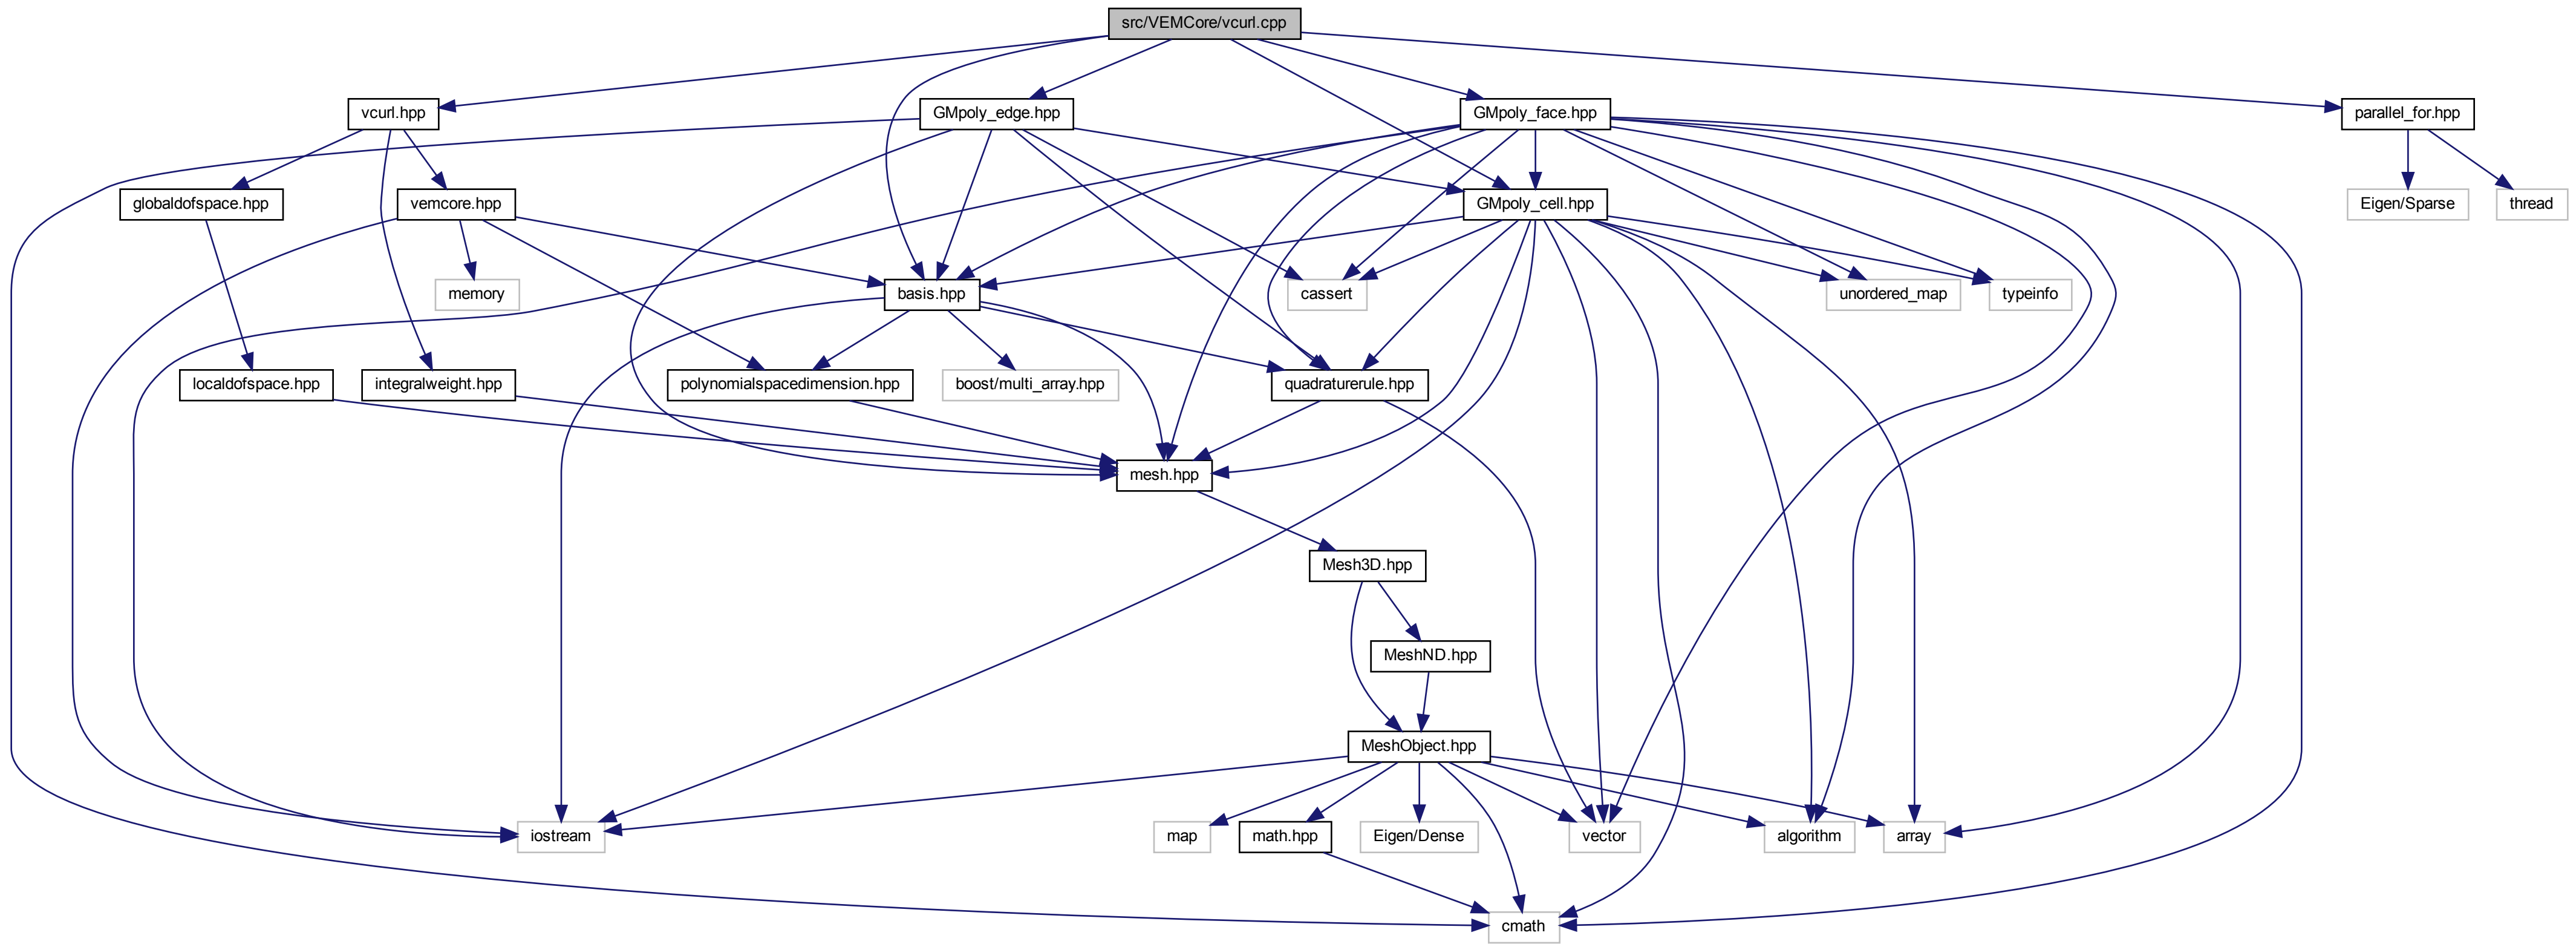 src/VEMCore/vcurl.cpp
vcurl.hpp
GMpoly_edge.hpp
GMpoly_face.hpp
parallel_for.hpp
globaldofspace.hpp
vemcore.hpp
GMpoly_cell.hpp
Eigen/Sparse
thread
memory
basis.hpp
cassert
unordered_map
typeinfo
localdofspace.hpp
integralweight.hpp
polynomialspacedimension.hpp
boost/multi_array.hpp
quadraturerule.hpp
mesh.hpp
Mesh3D.hpp
MeshND.hpp
MeshObject.hpp
iostream
map
math.hpp
Eigen/Dense
vector
algorithm
array
cmath